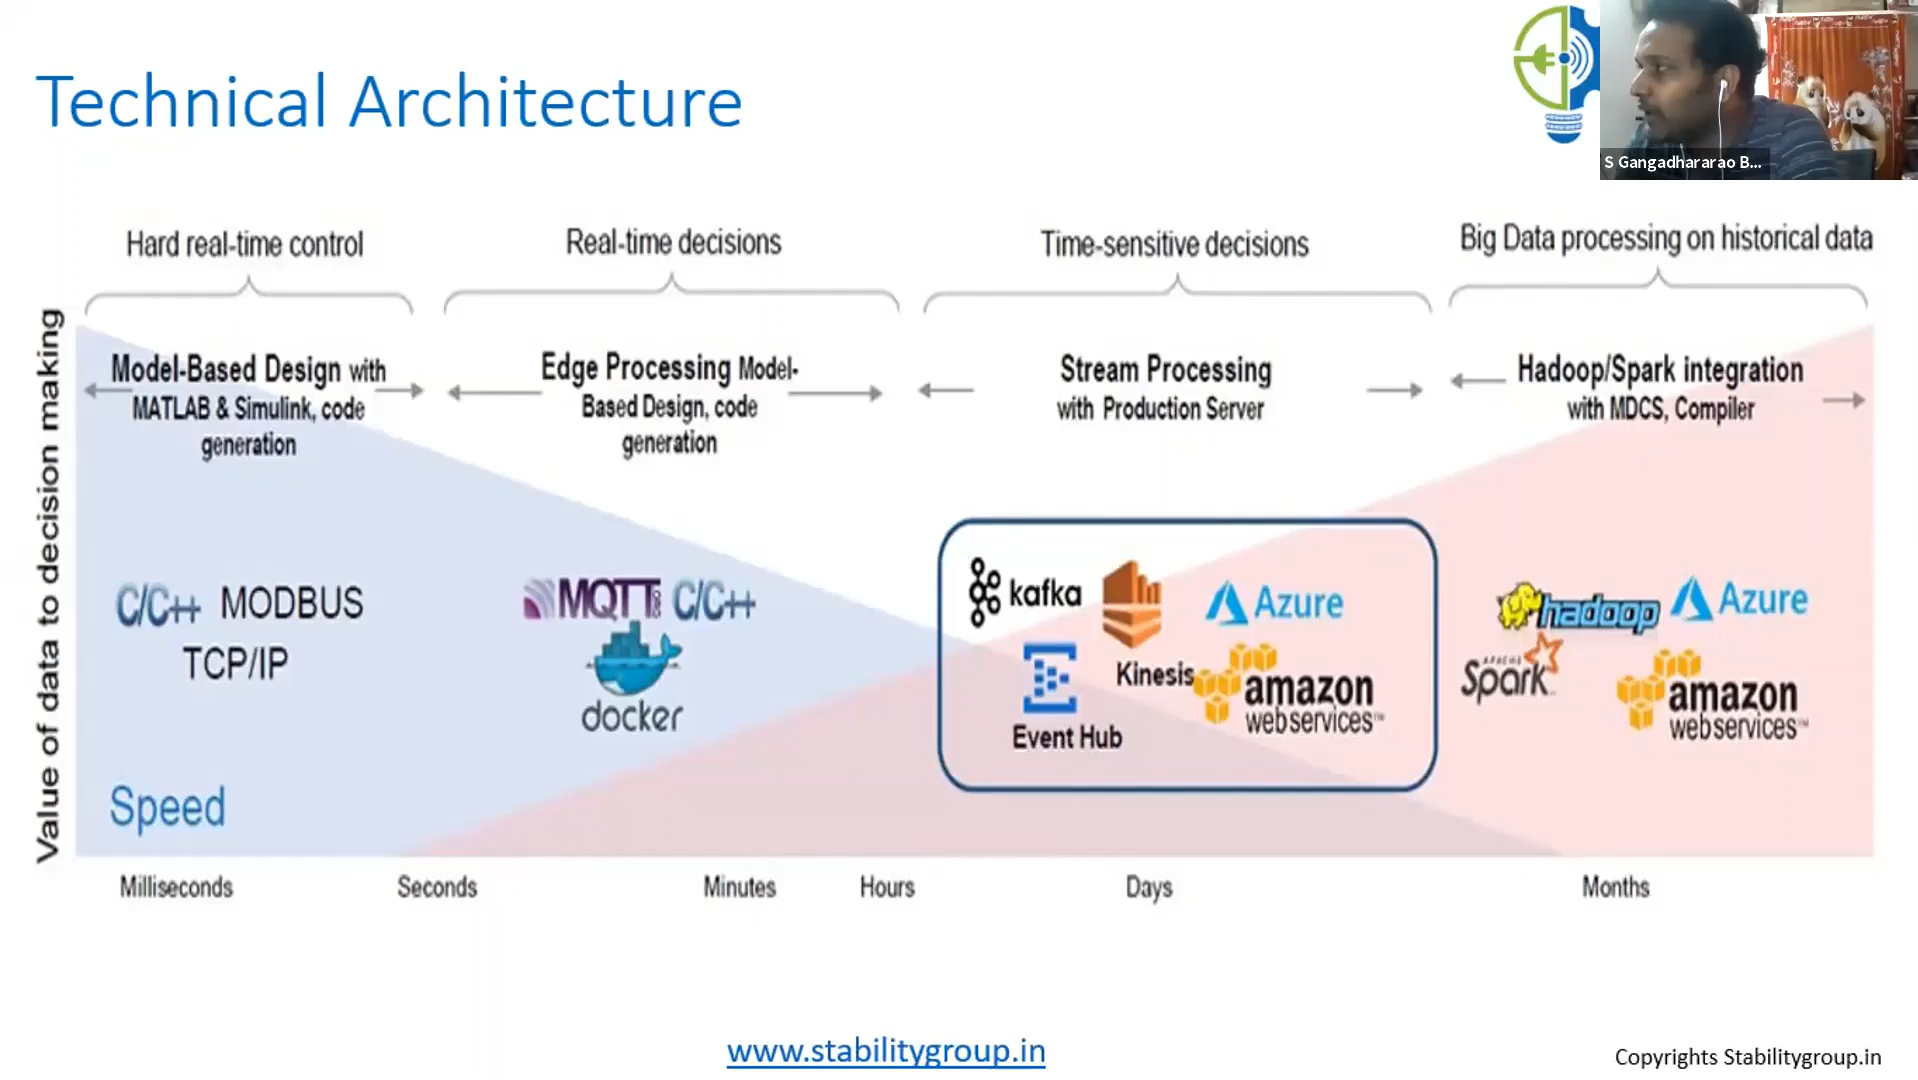 Technical Architecture
S Gangadhararao B...
Hard real-time control
Real-time decisions
Time-sensitive decisions
Big Data processing on historical data
Value of data to decision making
Model-Based Design with
MATLAB & Simulink, code
generation
Edge Processing Model-
Based Design, code
generation
Stream Processing
with Production Server
Hadoop/Spark integration
with MDCS, Compiler
C/C++ MODBUS
TCP/IP
MQTT C/C++
docker
kafka
Kinesis
Azure
Event Hub
amazon
webservices™
hadoop
Azure
APACHE
Spark
amazon
webservices™
Speed
Milliseconds
Seconds
Minutes
Hours
Days
Months
www.stabilitygroup.in
Copyrights Stabilitygroup.in